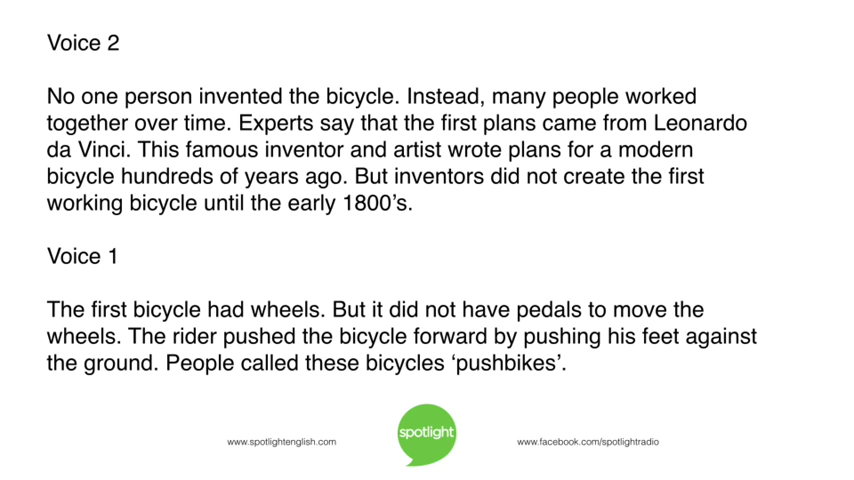 Voice 2
No one person invented the bicycle. Instead, many people worked
together over time. Experts say that the first plans came from Leonardo
da Vinci. This famous inventor and artist wrote plans for a modern
bicycle hundreds of years ago. But inventors did not create the first
working bicycle until the early 1800’s.
Voice 1
The first bicycle had wheels. But it did not have pedals to move the
wheels. The rider pushed the bicycle forward by pushing his feet against
the ground. People called these bicycles ‘pushbikes’.
spotlight
www.spotlightenglish.com
www.facebook.com/spotlightradio